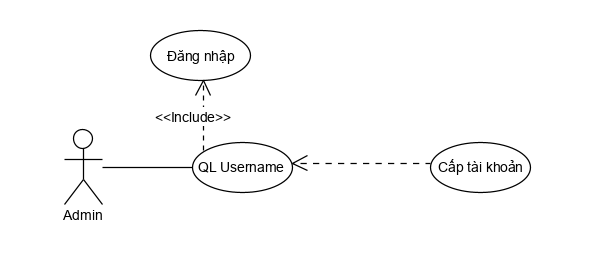 Đăng nhập
<<Include>>
QL Username
Cấp tài khoản
Admin